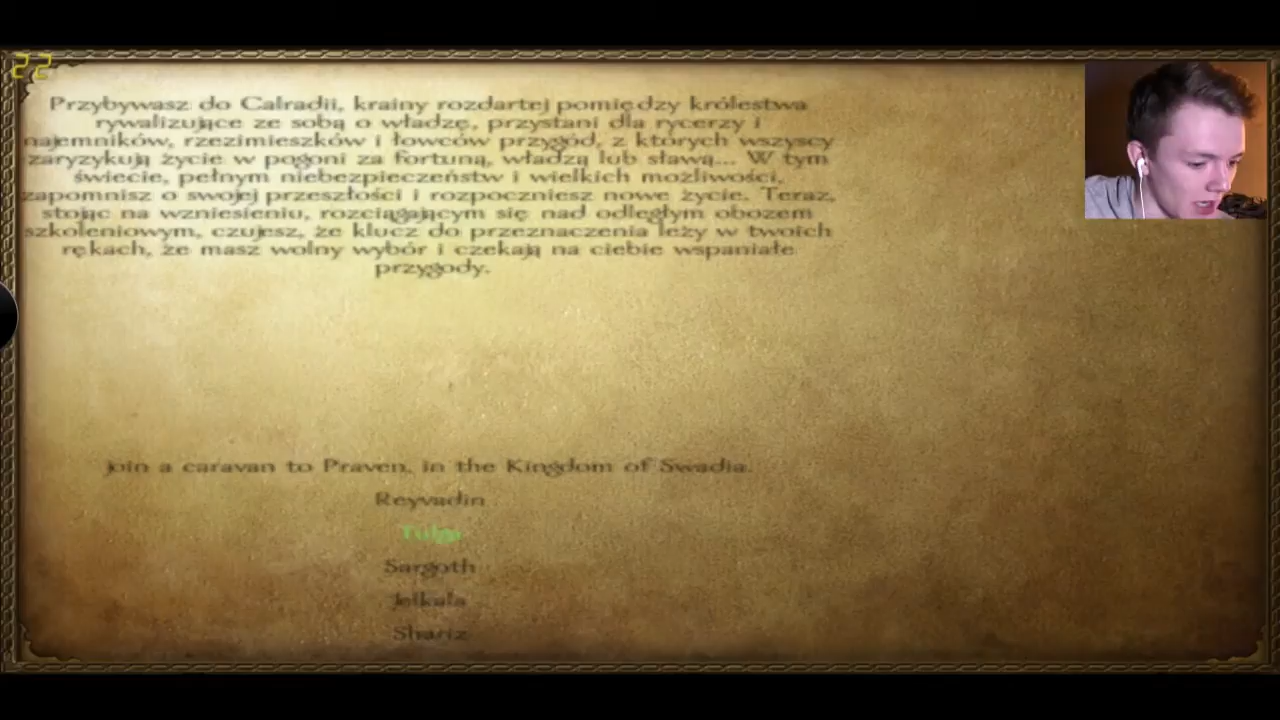 22
Przybywasz do Calradii, krainy rozdartej pomiędzy królestwa
rywalizujące ze sobą o władzę, przystani dla rycerzy i
najemników, rzezimieszków i łowców przygód, z których wszyscy
zaryzykują życie w pogoni za fortuną, władzą lub sławą... W tym
świecie, pełnym niebezpieczeństw i wielkich możliwości,
zapomnisz o swojej przeszłości i rozpoczniesz nowe życie. Teraz,
stojąc na wzniesieniu, rozciągającym się nad odległym obozem
szkoleniowym, czujesz, że klucz do przeznaczenia leży w twoich
rękach, że masz wolny wybór i czekają na ciebie wspaniałe
przygody.
Join a caravan to Praven, in the Kingdom of Swadia.
Reyvadin
Tulga
Sargoth
Jelkala
Shariz